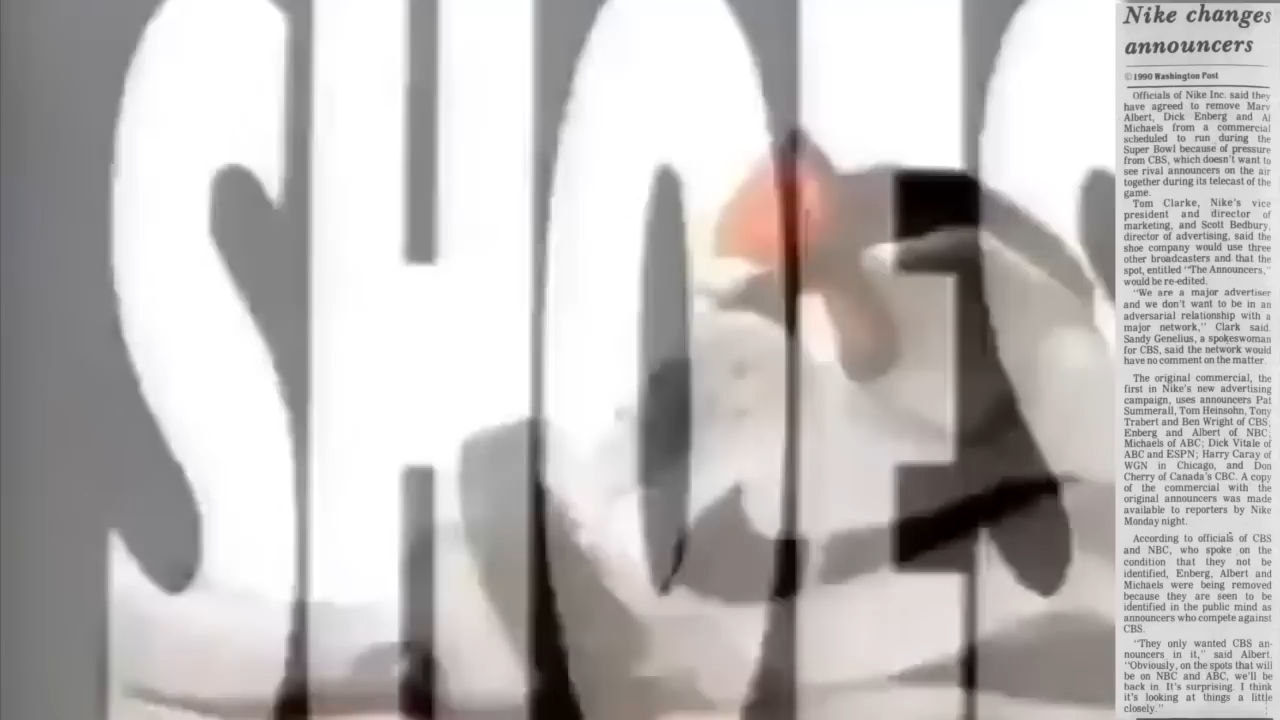 SHOES
Nike changes
announcers
©1990 Washington Post
Officials of Nike Inc. said they
have agreed to remove Marv
Albert, Dick Enberg and Al
Michaels from a commercial
scheduled to run during the
Super Bowl because of pressure
from CBS, which doesn't want to
see rival announcers on the air
together during its telecast of the
game.
Tom Clarke, Nike's vice
president and director of
marketing, and Scott Bedbury,
director of advertising, said the
shoe company would use three
other broadcasters and that the
spot, entitled "The Announcers,"
would be re-edited.
"We are a major advertiser
and we don't want to be in an
adversarial relationship with a
major network," Clark said.
Sandy Genelius, a spokeswoman
for CBS, said the network would
have no comment on the matter.
The original commercial, the
first in Nike's new advertising
campaign, uses announcers Pat
Summerall, Tom Heinsohn, Tony
Trabert and Ben Wright of CBS;
Enberg and Albert of NBC;
Michaels of ABC; Dick Vitale of
ABC and ESPN; Harry Caray of
WGN in Chicago, and Don
Cherry of Canada's CBC. A copy
of the commercial with the
original announcers was made
available to reporters by Nike
Monday night.
According to officials of CBS
and NBC, who spoke on the
condition that they not be
identified, Enberg, Albert and
Michaels were being removed
because they are seen to be
identified in the public mind as
announcers who compete against
CBS.
"They only wanted CBS an-
nouncers in it," said Albert.
"Obviously, on the spots that will
be on NBC and ABC, we'll be
back in. It's surprising. I think
it's looking at things a little
closely."